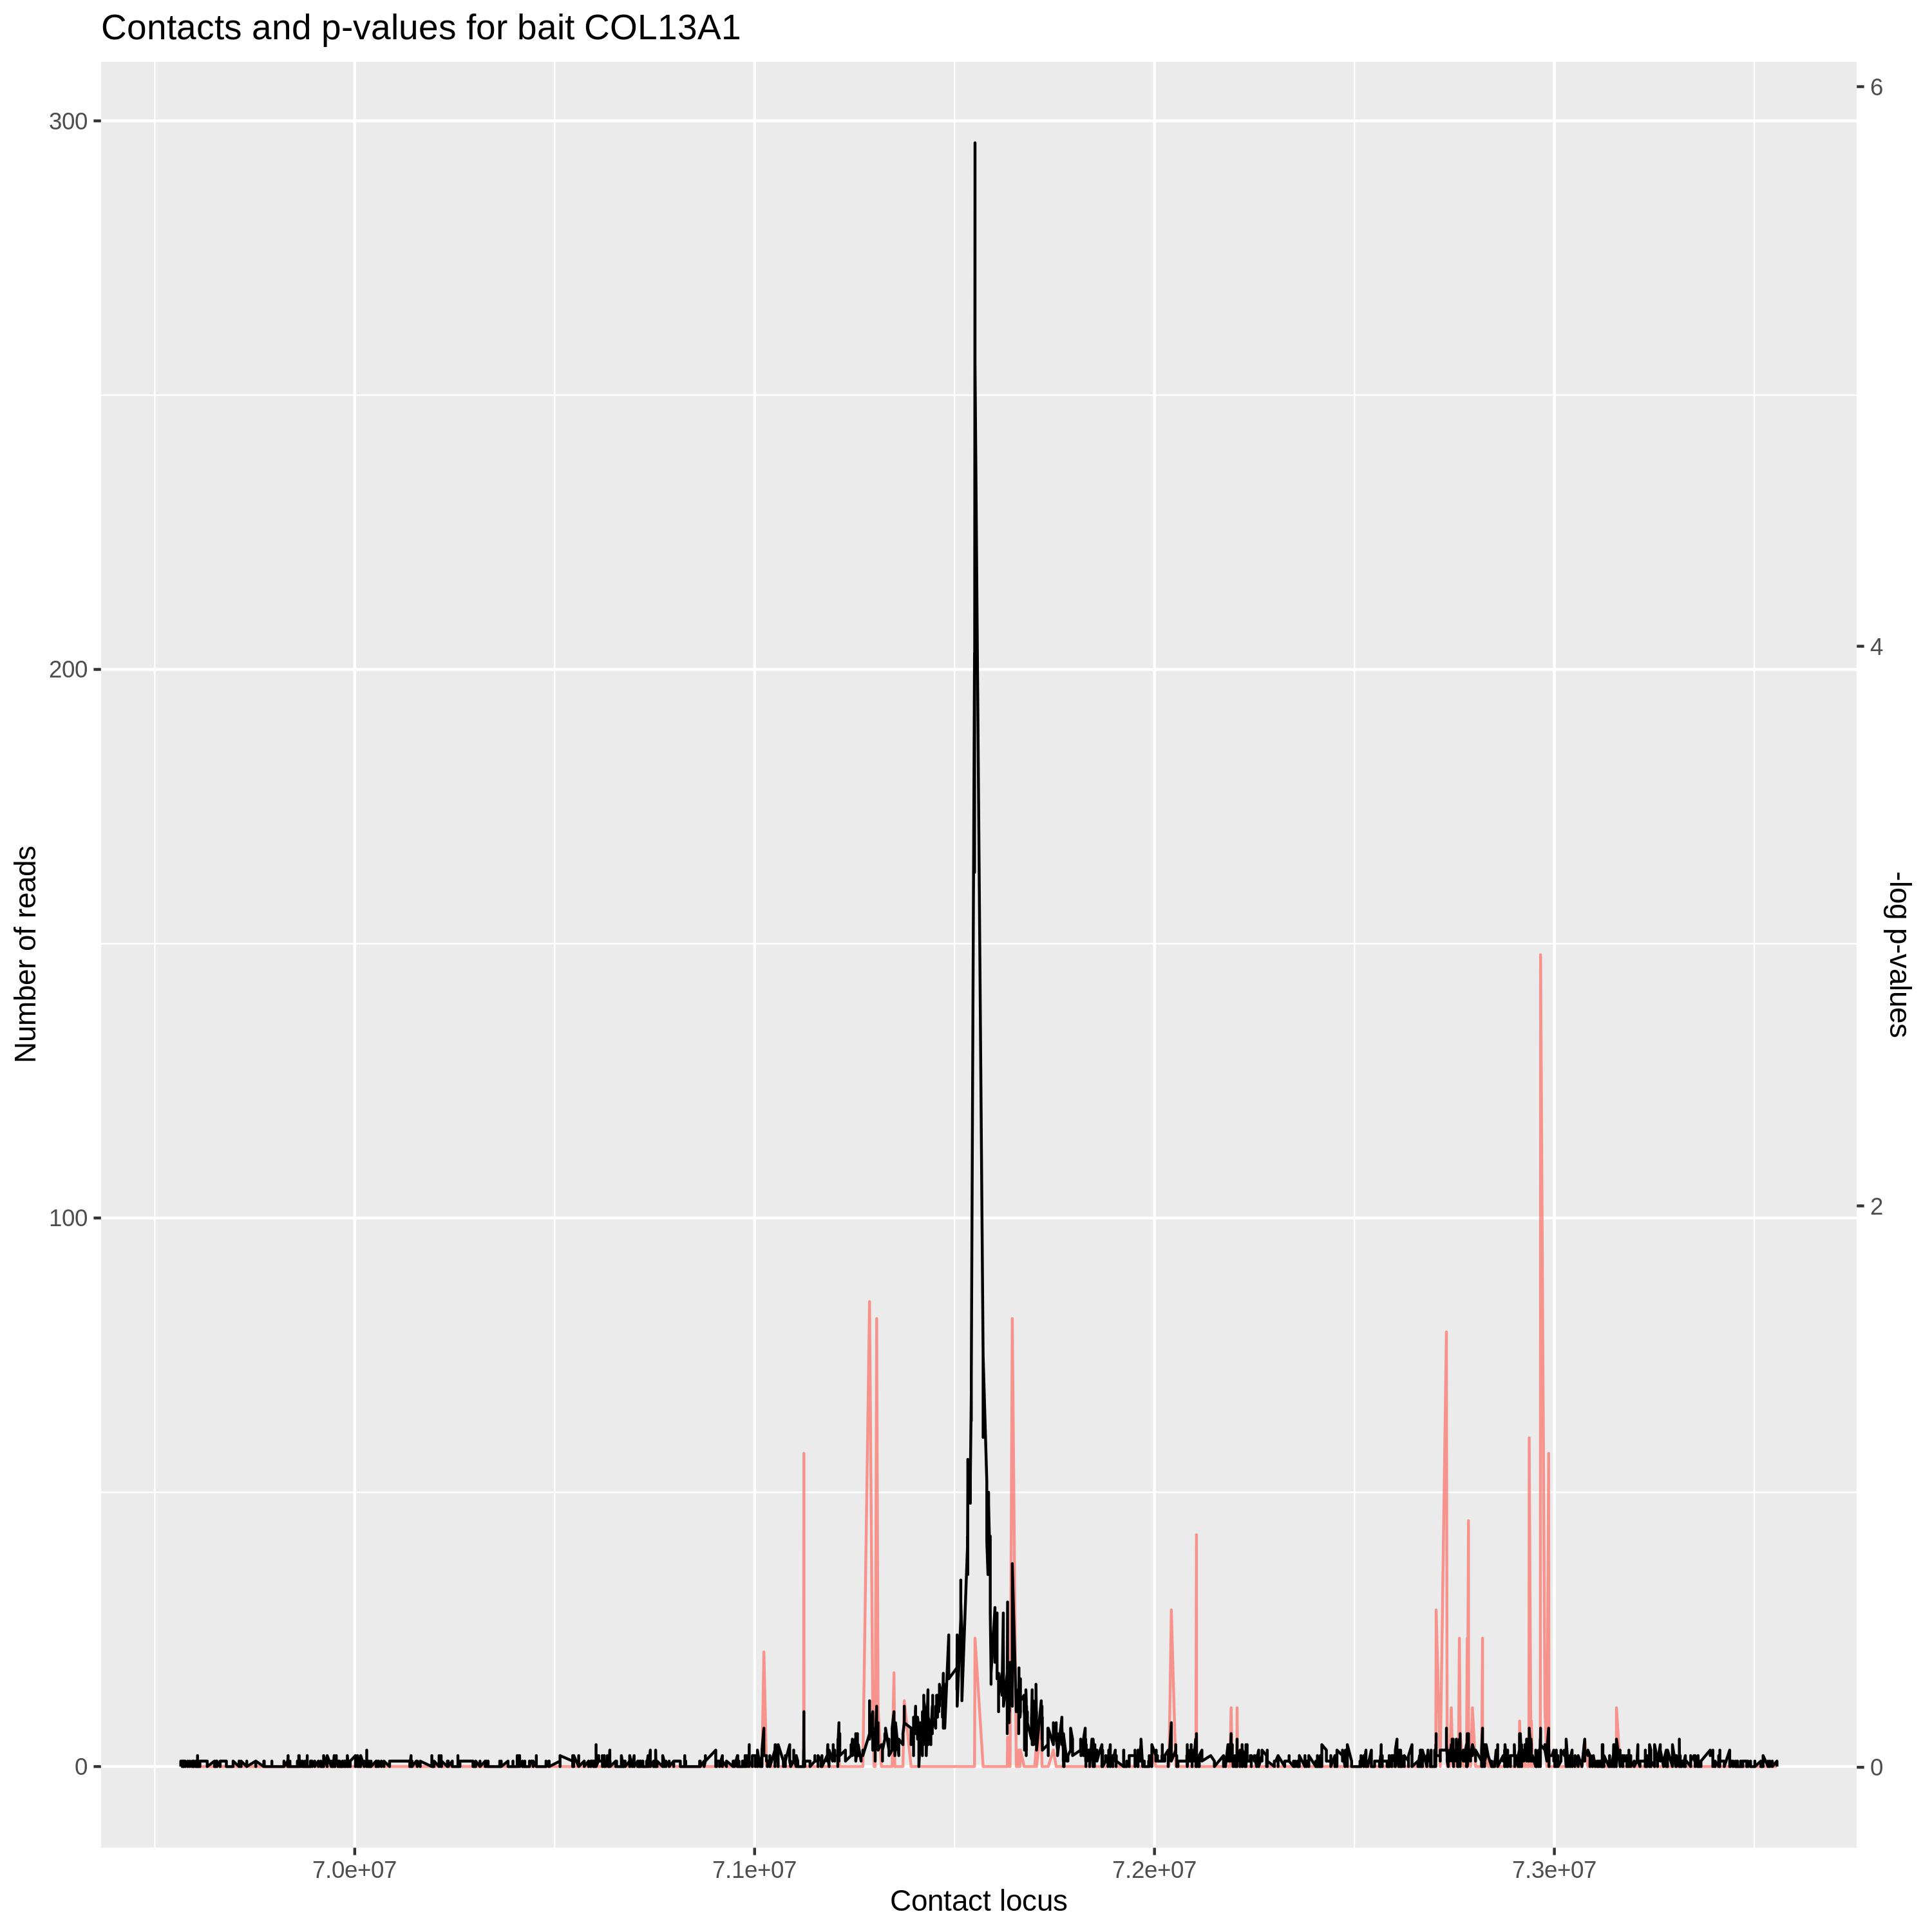 Contacts and p-values for bait COL13A1
300
200
100
0
Number of reads
6
4
2
0
-log p-values
7.0e+07 7.1e+07 7.2e+07 7.3e+07
Contact locus